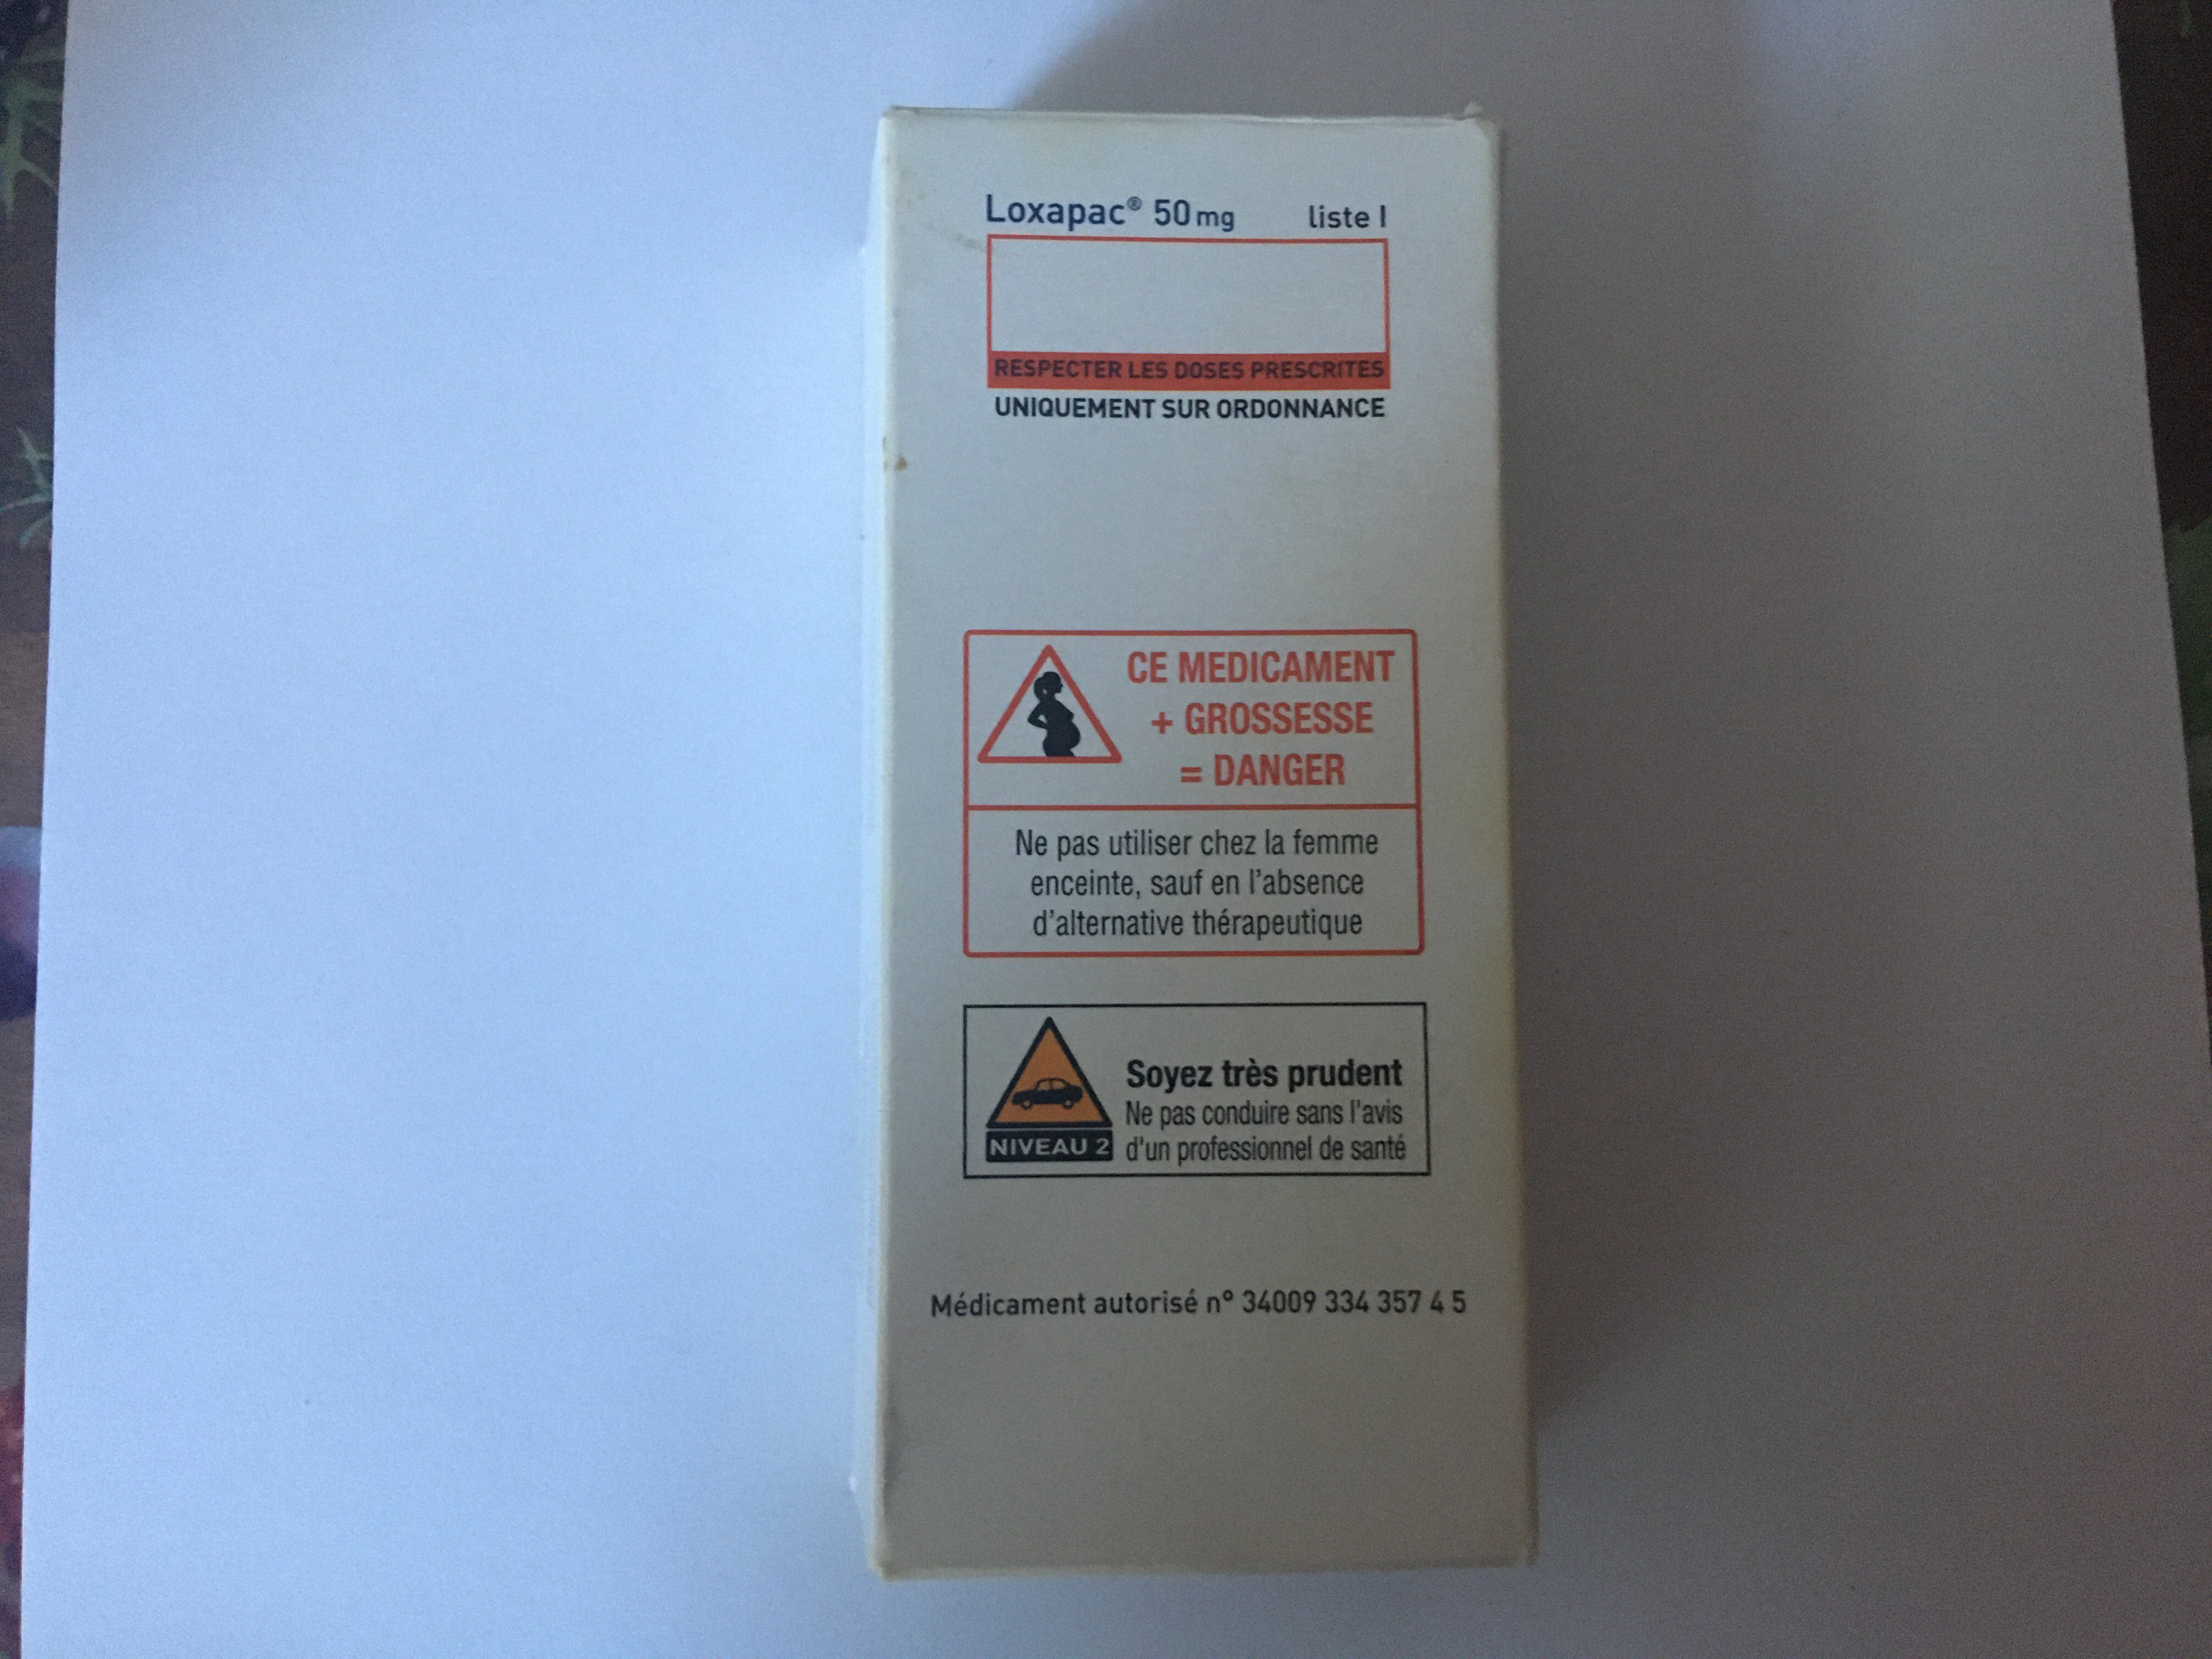 Loxapac® 50 mg liste I
RESPECTER LES DOSES PRESCRITES
UNIQUEMENT SUR ORDONNANCE
CE MEDICAMENT
+ GROSSESSE
= DANGER
Ne pas utiliser chez la femme
enceinte, sauf en l'absence
d'alternative thérapeutique
Soyez très prudent
Ne pas conduire sans l'avis
NIVEAU 2 d'un professionnel de santé
Médicament autorisé n° 34009 334 357 4 5